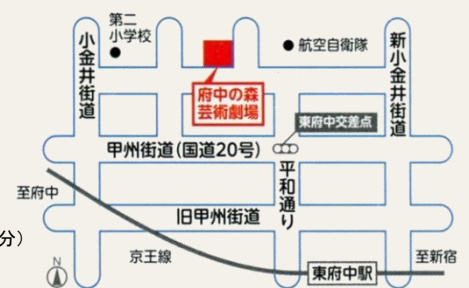 第二
小学校
小金井街道
航空自衛隊
新小金井街道
府中の森
芸術劇場
東府中交差点
甲州街道(国道20号)
平和通り
至府中
旧甲州街道
分)
京王線
東府中駅
至新宿
N